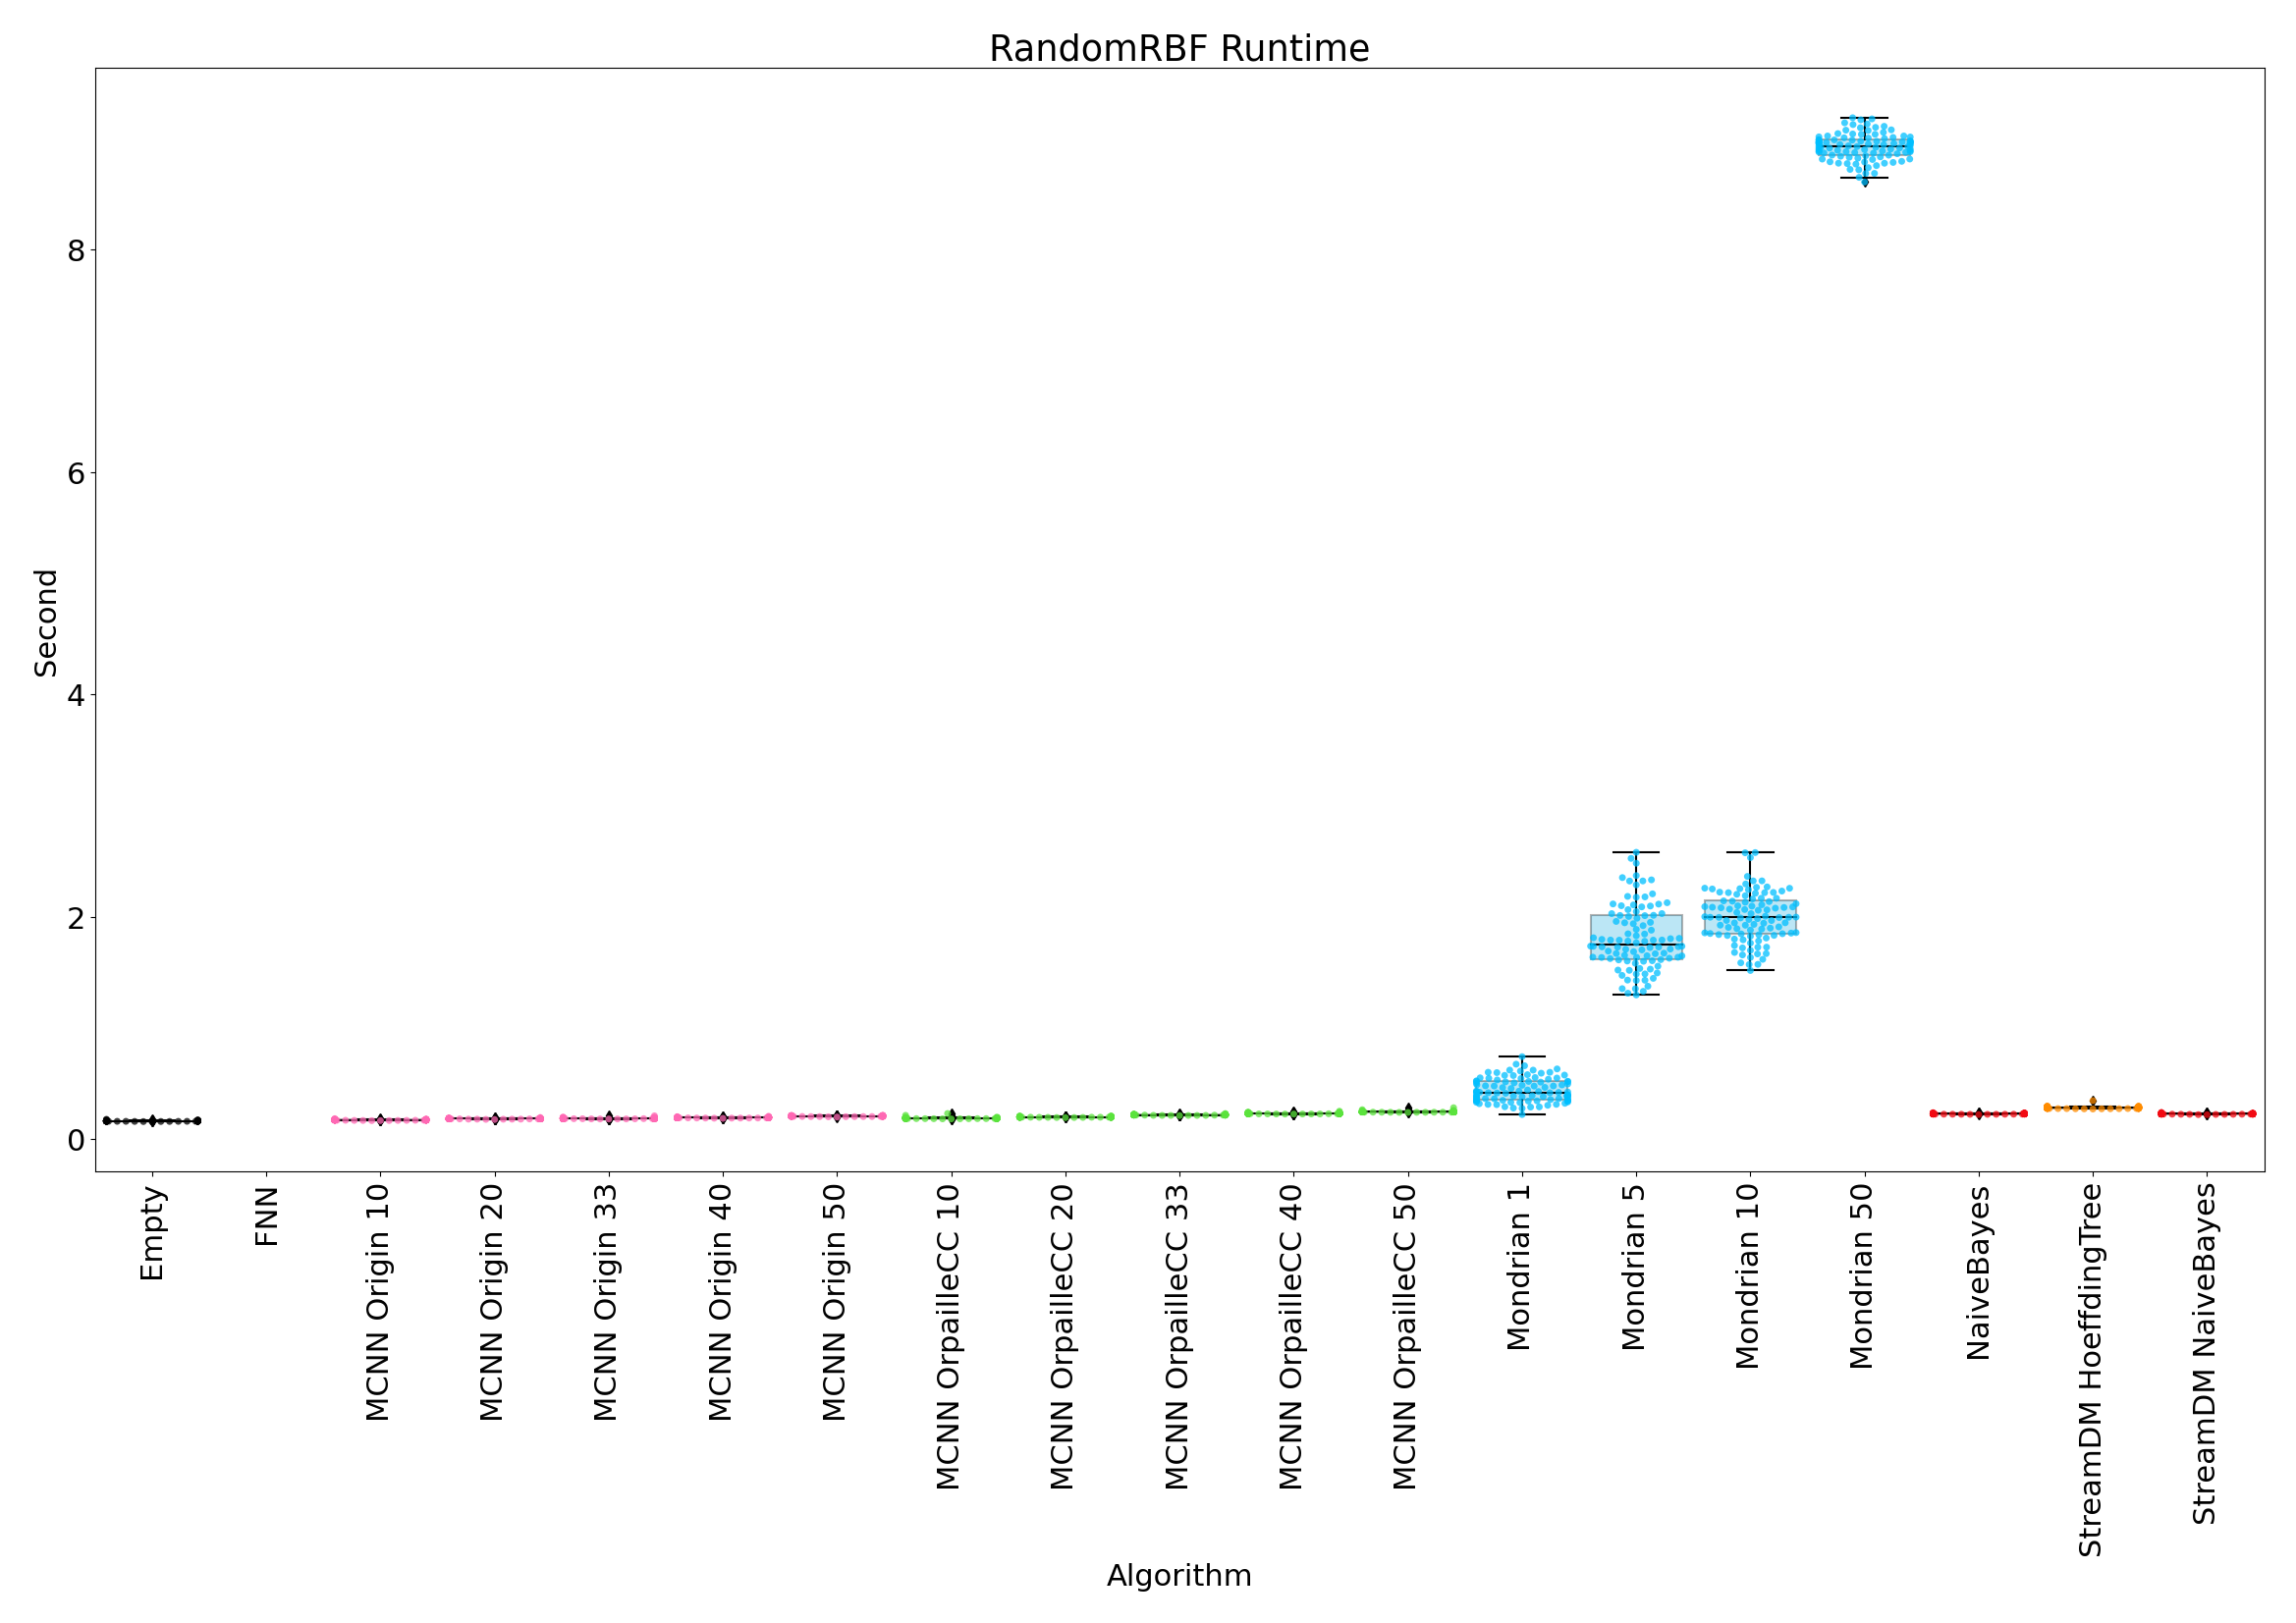 RandomRBF Runtime
8
6
4
2
0
Second
Empty
FNN
MCNN Origin 10
MCNN Origin 20
MCNN Origin 33
MCNN Origin 40
MCNN Origin 50
MCNN OrpailleCC 10
MCNN OrpailleCC 20
MCNN OrpailleCC 33
MCNN OrpailleCC 40
MCNN OrpailleCC 50
Mondrian 1
Mondrian 5
Mondrian 10
Mondrian 50
NaiveBayes
StreamDM HoeffdingTree
StreamDM NaiveBayes
Algorithm